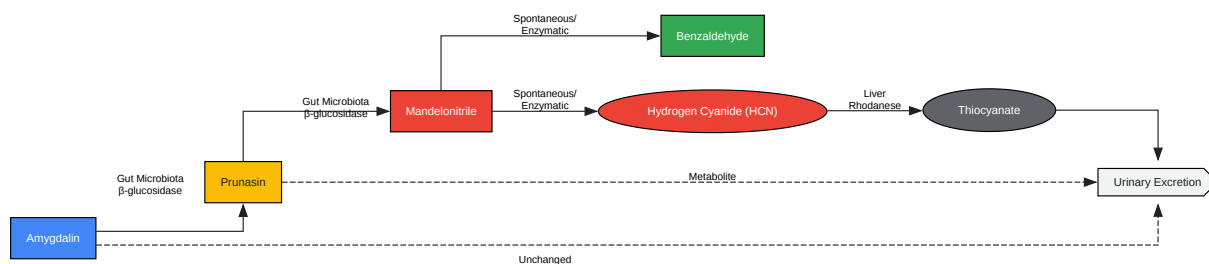 Spontaneous/
Enzymatic
Benzaldehyde
Gut Microbiota
β-glucosidase
Mandelonitrile
Spontaneous/
Enzymatic
Hydrogen Cyanide (HCN)
Liver
Rhodanese
Thiocyanate
Gut Microbiota
β-glucosidase
Prunasin
Metabolite
Urinary Excretion
Amygdalin
Unchanged